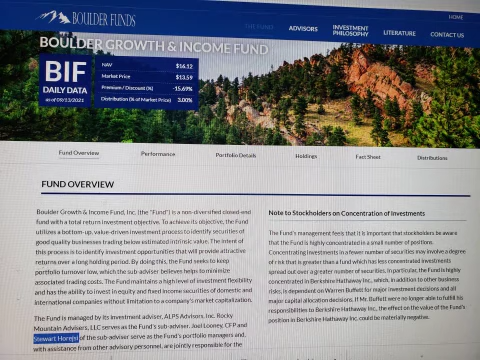 BOULDER FUNDS
HOME
THE FUND
ADVISORS
INVESTMENT
PHILOSOPHY
LITERATURE
CONTACT US
BOULDER GROWTH & INCOME FUND
BIF
DAILY DATA
as of 09/13/2021
NAV $16.12
Market Price $13.59
Premium / Discount (%) -15.69%
Distribution (% of Market Price) 3.00%
Fund Overview
Performance
Portfolio Details
Holdings
Fact Sheet
Distributions
FUND OVERVIEW
Boulder Growth & Income Fund, Inc. (the "Fund") is a non-diversified closed-end
fund with a total return investment objective. To achieve its objective, the Fund
utilizes a bottom-up, value-driven investment process to identify securities of
good quality businesses trading below estimated intrinsic value. The intent of
this process is to identify investment opportunities that will provide attractive
returns over a long holding period. By doing this, the Fund seeks to keep
portfolio turnover low, which the sub-adviser believes helps to minimize
associated trading costs. The Fund maintains a high level of investment flexibility
and has the ability to invest in equity and fixed income securities of domestic and
international companies without limitation to a company's market capitalization.
The Fund is managed by its investment adviser, ALPS Advisors, Inc. Rocky
Mountain Advisers, LLC serves as the Fund's sub-adviser. Joel Looney, CFP and
Stewart Horejsi of the sub-adviser serve as the Fund's portfolio managers and,
with assistance from other advisory personnel, are jointly responsible for the
Note to Stockholders on Concentration of Investments
The Fund's management feels that it is important that stockholders be aware
that the Fund is highly concentrated in a small number of positions.
Concentrating investments in a fewer number of securities may involve a degree
of risk that is greater than a fund which has less concentrated investments
spread out over a greater number of securities. In particular, the Fund is highly
concentrated in Berkshire Hathaway Inc., which, in addition to other business
risks, is dependent on Warren Buffett for major investment decisions and all
major capital allocation decisions. If Mr. Buffett were no longer able to fulfill his
responsibilities to Berkshire Hathaway Inc., the effect on the value of the Fund's
position in Berkshire Hathaway Inc. could be materially negative.